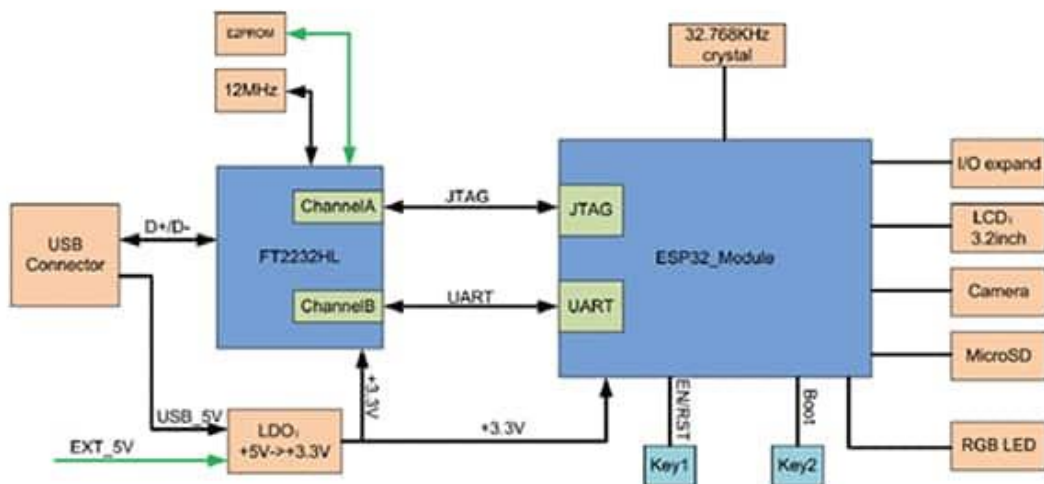 E2PROM
32.768KHz
crystal
12MHz
I/O expand
ChannelA
JTAG
JTAG
LCD:
3.2inch
D+/D-
USB
Connector
FT2232HL
ESP32_Module
Camera
ChannelB
UART
UART
MicroSD
+3.3V
EN/RST
Boot
USB_5V
LDO:
+5V->+3.3V
+3.3V
EXT_5V
RGB LED
Key1
Key2